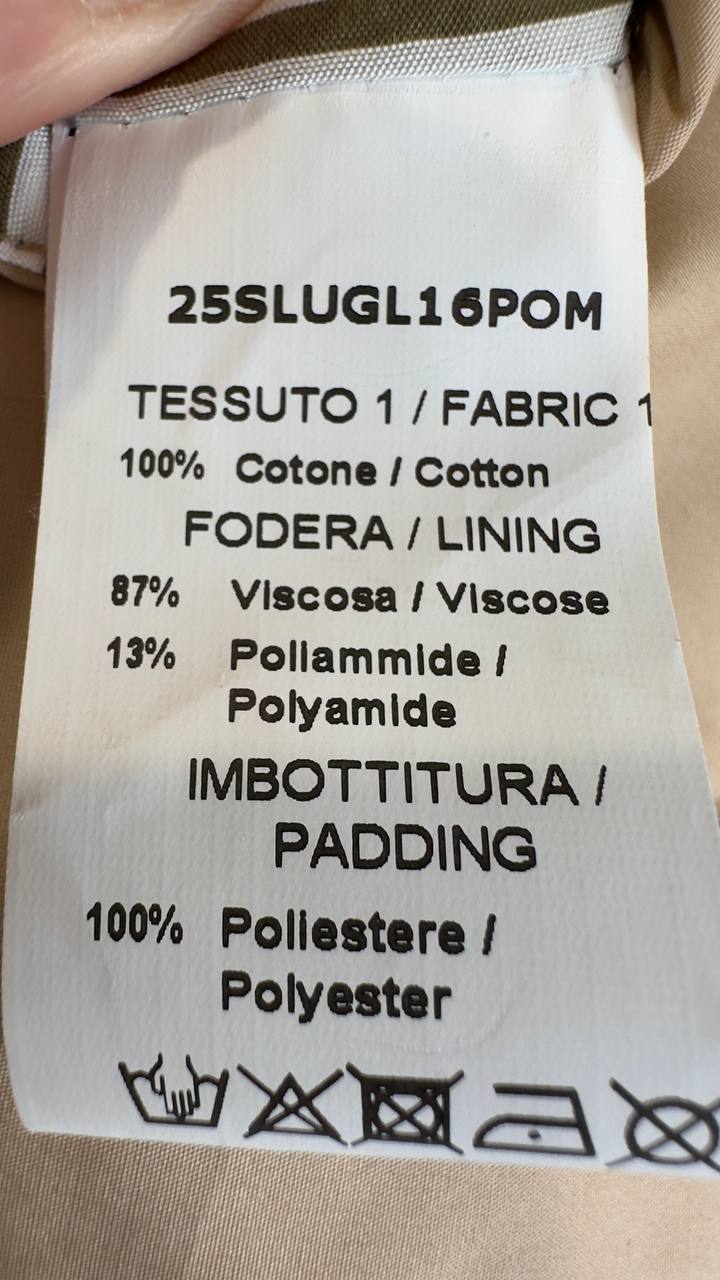 25SLUGL16POM
TESSUTO 1 / FABRIC 1
100% Cotone / Cotton
FODERA / LINING
87% Viscosa / Viscose
13% Poliammide /
Polyamide
IMBOTTITURA /
PADDING
100% Poliestere /
Polyester